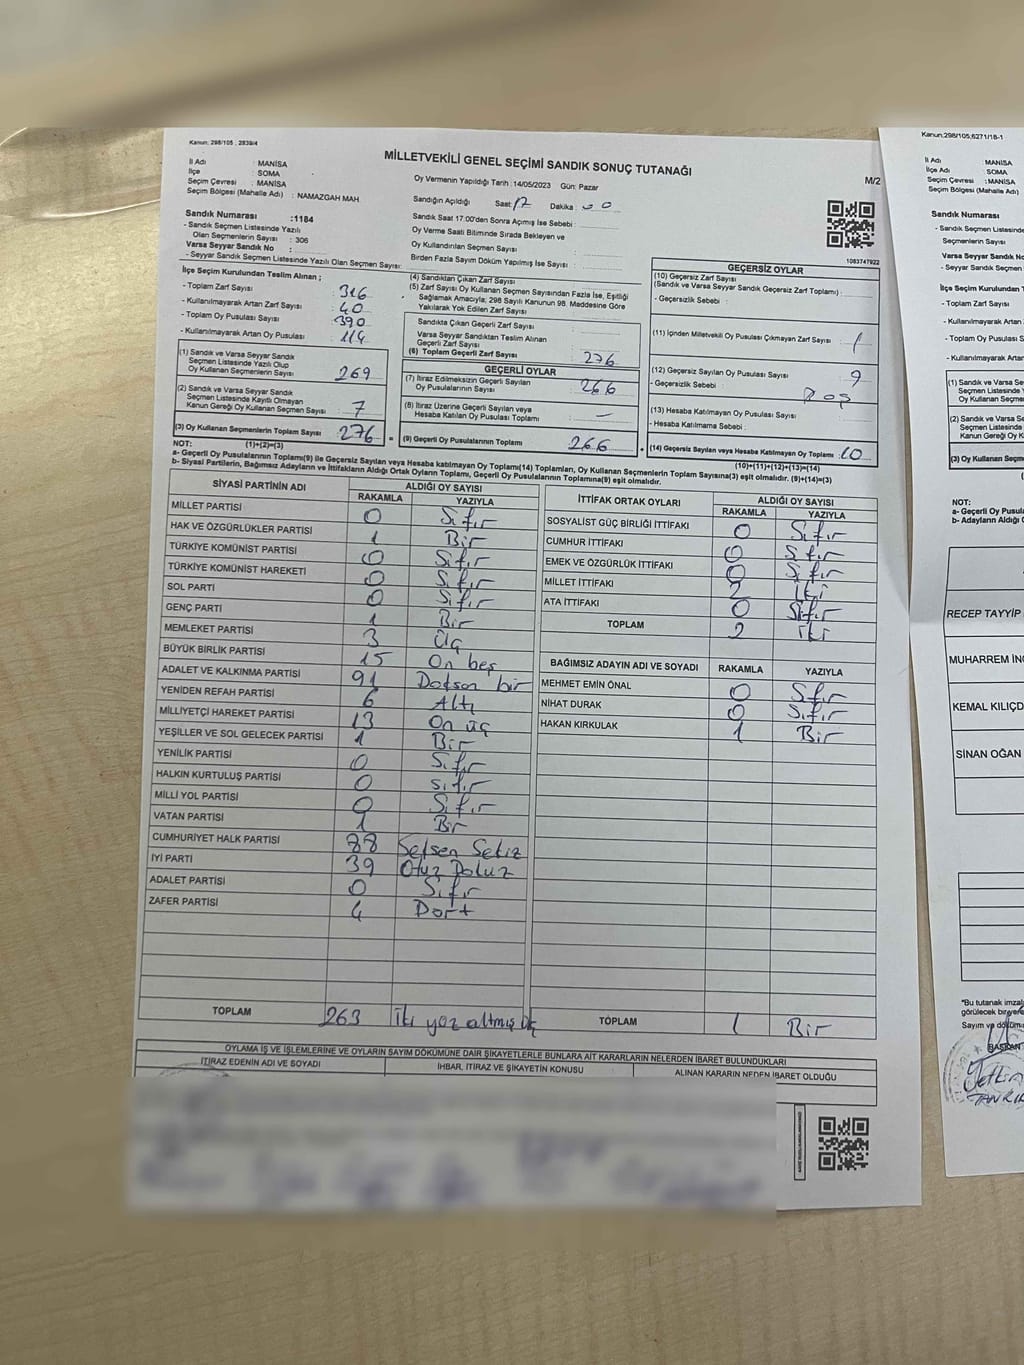 Kanun; 298/105 , 2839/4
MİLLETVEKİLİ GENEL SEÇİMİ SANDIK SONUÇ TUTANAĞI
M/2
İl Adı : MANİSA
İlçe : SOMA
Seçim Çevresi : MANİSA
Seçim Bölgesi (Mahalle Adı) : NAMAZGAH MAH.
Oy Vermenin Yapıldığı Tarih : 14/05/2023 Gün: Pazar
Sandığın Açıldığı Saat: 17 Dakika: 00
Sandık Numarası : 1184
- Sandık Seçmen Listesinde Yazılı
Olan Seçmenlerin Sayısı : 306
Varsa Seyyar Sandık No :
- Seyyar Sandık Seçmen Listesinde Yazılı Olan Seçmen Sayısı:
Sandık Saat 17.00'den Sonra Açılmış İse Sebebi :
Oy Verme Saati Bitiminde Sırada Bekleyen ve
Oy Kullandırılan Seçmen Sayısı
Birden Fazla Sayım Döküm Yapılmış İse Sayısı :
1083747922
İlçe Seçim Kurulundan Teslim Alınan ;
- Toplam Zarf Sayısı : 316
- Kullanılmayarak Artan Zarf Sayısı : 40
- Toplam Oy Pusulası Sayısı : 390
- Kullanılmayarak Artan Oy Pusulası : 114
(1) Sandık ve Varsa Seyyar Sandık
Seçmen Listesinde Yazılı Olup
Oy Kullanan Seçmenlerin Sayısı : 269
(2) Sandık ve Varsa Seyyar Sandık
Seçmen Listesinde Kayıtlı Olmayan
Kanun Gereği Oy Kullanan Seçmen Sayısı : 7
(3) Oy Kullanan Seçmenlerin Toplam Sayısı : 276
(1)+(2)=(3)
(4) Sandıktan Çıkan Zarf Sayısı
(5) Zarf Sayısı Oy Kullanan Seçmen Sayısından Fazla İse, Eşitliği
Sağlamak Amacıyla; 298 Sayılı Kanunun 98. Maddesine Göre
Yakılarak Yok Edilen Zarf Sayısı
Sandıkta Çıkan Geçerli Zarf Sayısı
Varsa Seyyar Sandıktan Teslim Alınan
Geçerli Zarf Sayısı
(6) Toplam Geçerli Zarf Sayısı : 276
GEÇERLİ OYLAR
(7) İtiraz Edilmeksizin Geçerli Sayılan
Oy Pusulalarının Sayısı : 266
(8) İtiraz Üzerine Geçerli Sayılan veya
Hesaba Katılan Oy Pusulası Toplamı : —
(9) Geçerli Oy Pusulalarının Toplamı 266
GEÇERSİZ OYLAR
(10) Geçersiz Zarf Sayısı
(Sandık ve Varsa Seyyar Sandık Geçersiz Zarf Toplamı) :
- Geçersizlik Sebebi :
(11) İçinden Milletvekili Oy Pusulası Çıkmayan Zarf Sayısı : 1
(12) Geçersiz Sayılan Oy Pusulası Sayısı : 9
- Geçersizlik Sebebi :
(13) Hesaba Katılmayan Oy Pusulası Sayısı :
- Hesaba Katılmama Sebebi :
(14) Geçersiz Sayılan veya Hesaba Katılmayan Oy Toplamı : 10
(10)+(11)+(12)+(13)=(14)
NOT:
a- Geçerli Oy Pusulaları Toplamı(9) ile Geçersiz Sayılan veya Hesaba katılmayan Oy Toplamı(14) Toplamları, Oy Kullanan Seçmenlerin Toplam Sayısına(3) eşit olmalıdır. (9)+(14)=(3)
b- Siyasi Partilerin, Bağımsız Adayların ve İttifakların Aldığı Ortak Oyların Toplamı, Geçerli Oy Pusulalarının Toplamına(9) eşit olmalıdır.
SİYASİ PARTİNİN ADI ALDIĞI OY SAYISI
RAKAMLA YAZIYLA
MİLLET PARTİSİ 0 Sıfır
HAK VE ÖZGÜRLÜKLER PARTİSİ 1 Bir
TÜRKİYE KOMÜNİST PARTİSİ 0 Sıfır
TÜRKİYE KOMÜNİST HAREKETİ 0 Sıfır
SOL PARTİ 0 Sıfır
GENÇ PARTİ 1 Bir
MEMLEKET PARTİSİ 3 Üç
BÜYÜK BİRLİK PARTİSİ 15 On beş
ADALET VE KALKINMA PARTİSİ 91 Doksan bir
YENİDEN REFAH PARTİSİ 6 Altı
MİLLİYETÇİ HAREKET PARTİSİ 13 On üç
YEŞİLLER VE SOL GELECEK PARTİSİ 1 Bir
YENİLİK PARTİSİ 0 Sıfır
HALKIN KURTULUŞ PARTİSİ 0 sıfır
MİLLİ YOL PARTİSİ 0 Sıfır
VATAN PARTİSİ 1 Bir
CUMHURİYET HALK PARTİSİ 88 Seksen Sekiz
İYİ PARTİ 39 Otuz Dokuz
ADALET PARTİSİ 0 Sıfır
ZAFER PARTİSİ 4 Dört
TOPLAM 263 İki yüz altmış üç
İTTİFAK ORTAK OYLARI ALDIĞI OY SAYISI
RAKAMLA YAZIYLA
SOSYALİST GÜÇ BİRLİĞİ İTTİFAKI 0 Sıfır
CUMHUR İTTİFAKI 0 Sıfır
EMEK VE ÖZGÜRLÜK İTTİFAKI 0 Sıfır
MİLLET İTTİFAKI 2 İki
ATA İTTİFAKI 0 Sıfır
TOPLAM 2 İki
BAĞIMSIZ ADAYIN ADI VE SOYADI RAKAMLA YAZIYLA
MEHMET EMİN ÖNAL 0 Sıfır
NİHAT DURAK 0 Sıfır
HAKAN KIRKULAK 1 Bir
TOPLAM 1 Bir
OYLAMA İŞ VE İŞLEMLERİNE VE OYLARIN SAYIM DÖKÜMÜNE DAİR ŞİKAYETLERLE BUNLARA AİT KARARLARIN NELERDEN İBARET BULUNDUKLARI
İTİRAZ EDENİN ADI VE SOYADI İHBAR, İTİRAZ VE ŞİKAYETİN KONUSU ALINAN KARARIN NEDEN İBARET OLDUĞU
Kanun;298/105;6271/18-1
İl Adı : MANİSA
İlçe Adı : SOMA
Seçim Çevresi : MANİSA
Seçim Bölgesi (Mahalle Adı)
Sandık Numarası
- Sandık Seçmen Listesinde
Seçmenlerin Sayısı
Varsa Seyyar Sandık No
- Seyyar Sandık Seçmen
İlçe Seçim Kurulundan
- Toplam Zarf Sayısı
- Kullanılmayarak Artan
- Toplam Oy Pusulası
- Kullanılmayarak
(1) Sandık ve Varsa
Seçmen Listesinde
Oy Kullanan Seçmen
(2) Sandık ve Varsa
Seçmen Listesinde
Kanun Gereği Oy
(3) Oy Kullanan
NOT:
a- Geçerli Oy
b- Adayların Aldığı
RECEP TAYYİP
MUHARREM İN
KEMAL KILIÇD
SİNAN OĞAN
*Bu tutanak
görülecek bir yere
Sayım ve döküm
BAŞKAN